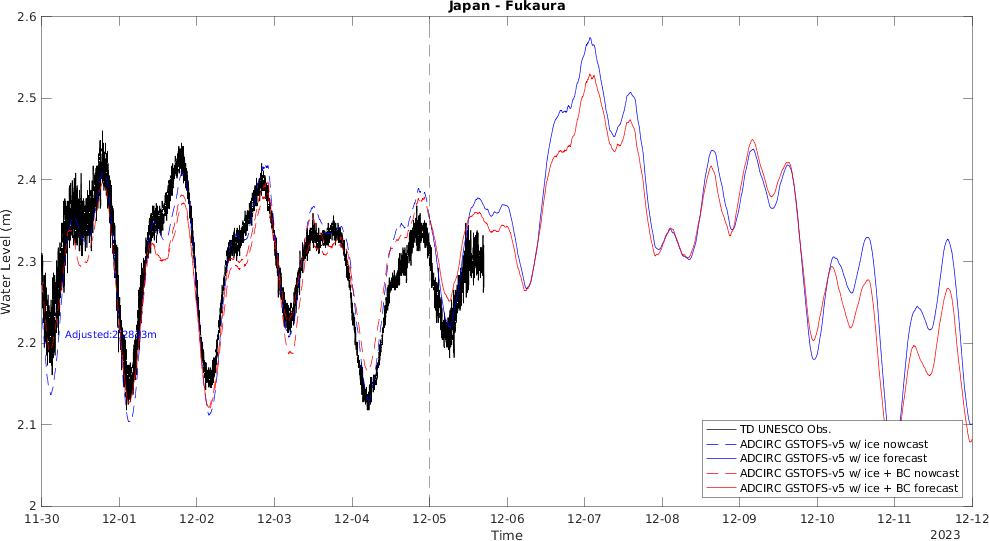 Japan - Fukaura
Water Level (m)
2.6
2.5
2.4
2.3
2.2
2.1
2
11-30
12-01
12-02
12-03
12-04
12-05
12-06
12-07
12-08
12-09
12-10
12-11
12-12
Time
2023
TD UNESCO Obs.
ADCIRC GSTOFS-v5 w/ ice nowcast
ADCIRC GSTOFS-v5 w/ ice forecast
ADCIRC GSTOFS-v5 w/ ice + BC nowcast
ADCIRC GSTOFS-v5 w/ ice + BC forecast